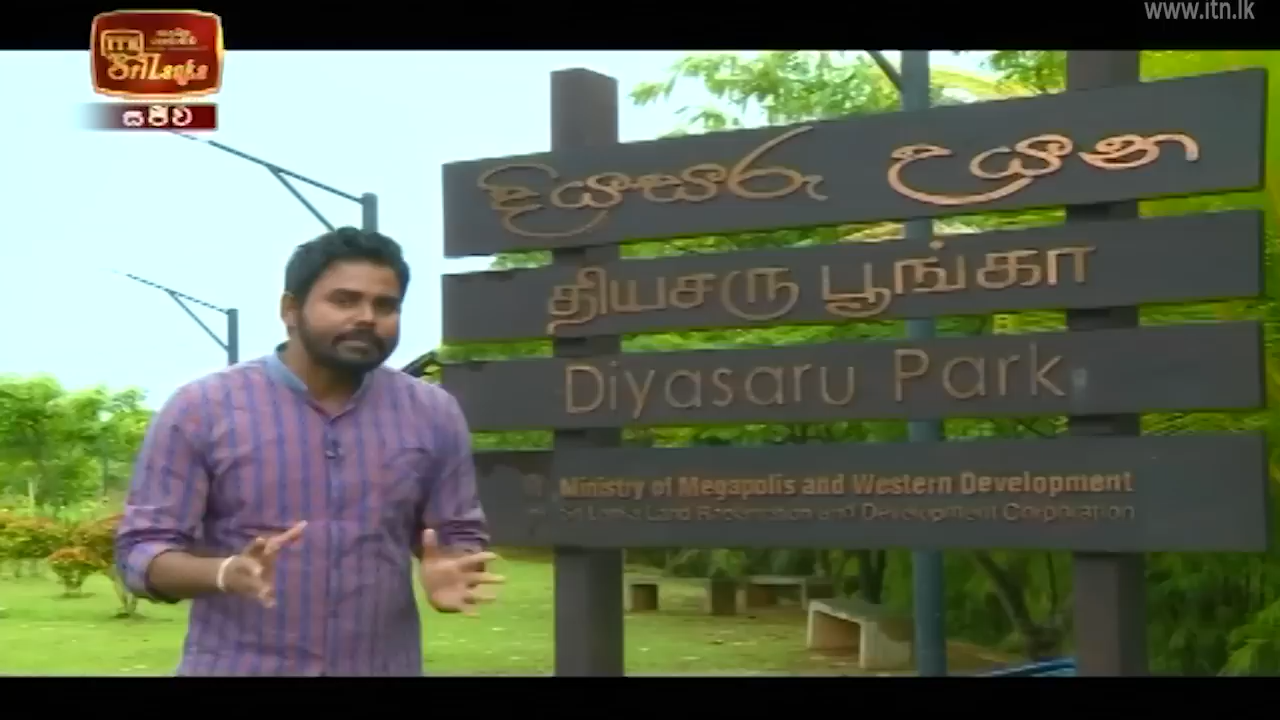 www.itn.lk
ITN
Sri Lanka
සජීව
දියසරු උයන
தியசரு பூங்கா
Diyasaru Park
Ministry of Megapolis and Western Development
Sri Lanka Land Reclamation and Development Corporation